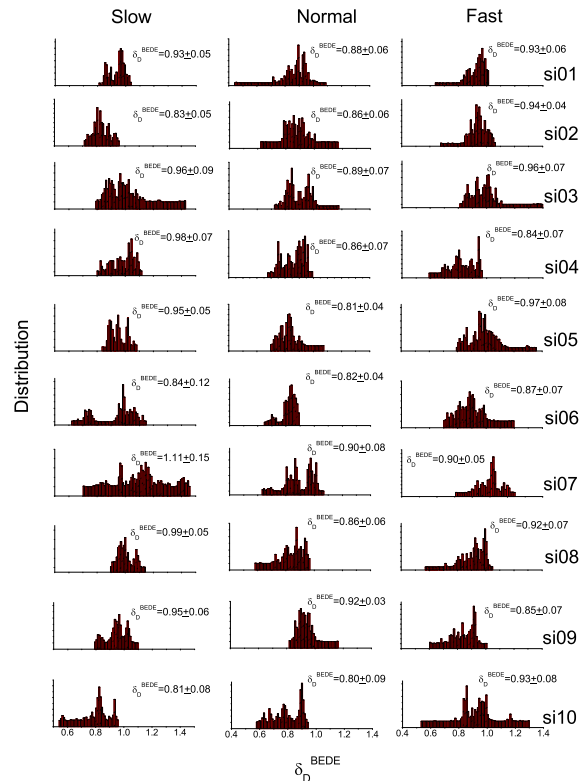 Slow Normal Fast
δD^BEDE=0.93±0.05 δD^BEDE=0.88±0.06 δD^BEDE=0.93±0.06 si01
δD^BEDE=0.83±0.05 δD^BEDE=0.86±0.06 δD^BEDE=0.94±0.04 si02
δD^BEDE=0.96±0.09 δD^BEDE=0.89±0.07 δD^BEDE=0.96±0.07 si03
δD^BEDE=0.98±0.07 δD^BEDE=0.86±0.07 δD^BEDE=0.84±0.07 si04
δD^BEDE=0.95±0.05 δD^BEDE=0.81±0.04 δD^BEDE=0.97±0.08 si05
Distribution
δD^BEDE=0.84±0.12 δD^BEDE=0.82±0.04 δD^BEDE=0.87±0.07 si06
δD^BEDE=1.11±0.15 δD^BEDE=0.90±0.08 δD^BEDE=0.90±0.05 si07
δD^BEDE=0.99±0.05 δD^BEDE=0.86±0.06 δD^BEDE=0.92±0.07 si08
δD^BEDE=0.95±0.06 δD^BEDE=0.92±0.03 δD^BEDE=0.85±0.07 si09
δD^BEDE=0.81±0.08 δD^BEDE=0.80±0.09 δD^BEDE=0.93±0.08 si10
0.6 0.8 1.0 1.2 1.4 0.4 0.6 0.8 1.0 1.2 1.4 0.4 0.6 0.8 1.0 1.2 1.4
δD^BEDE